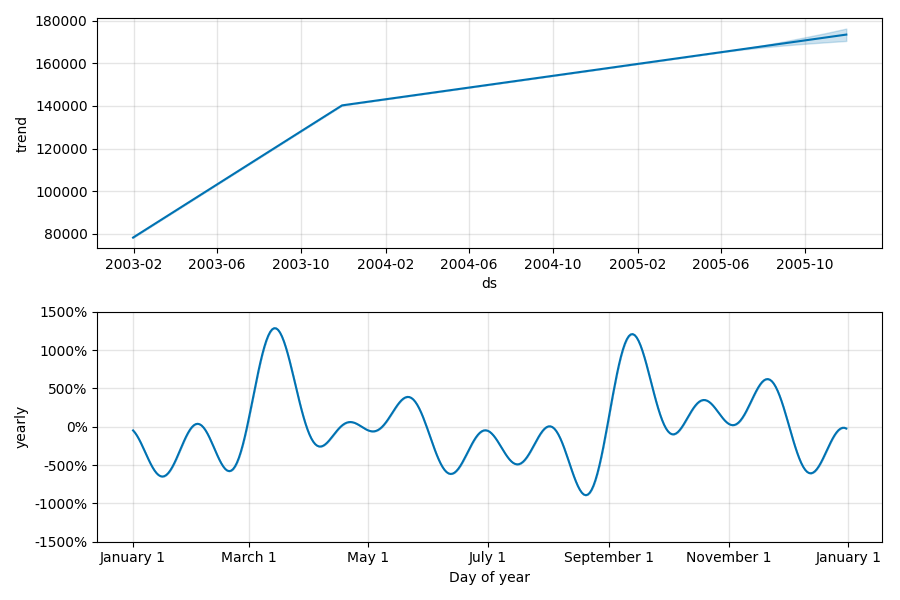 180000
160000
140000
120000
100000
80000
trend
2003-02 2003-06 2003-10 2004-02 2004-06 2004-10 2005-02 2005-06 2005-10
ds
1500%
1000%
500%
0%
-500%
-1000%
-1500%
yearly
January 1 March 1 May 1 July 1 September 1 November 1 January 1
Day of year